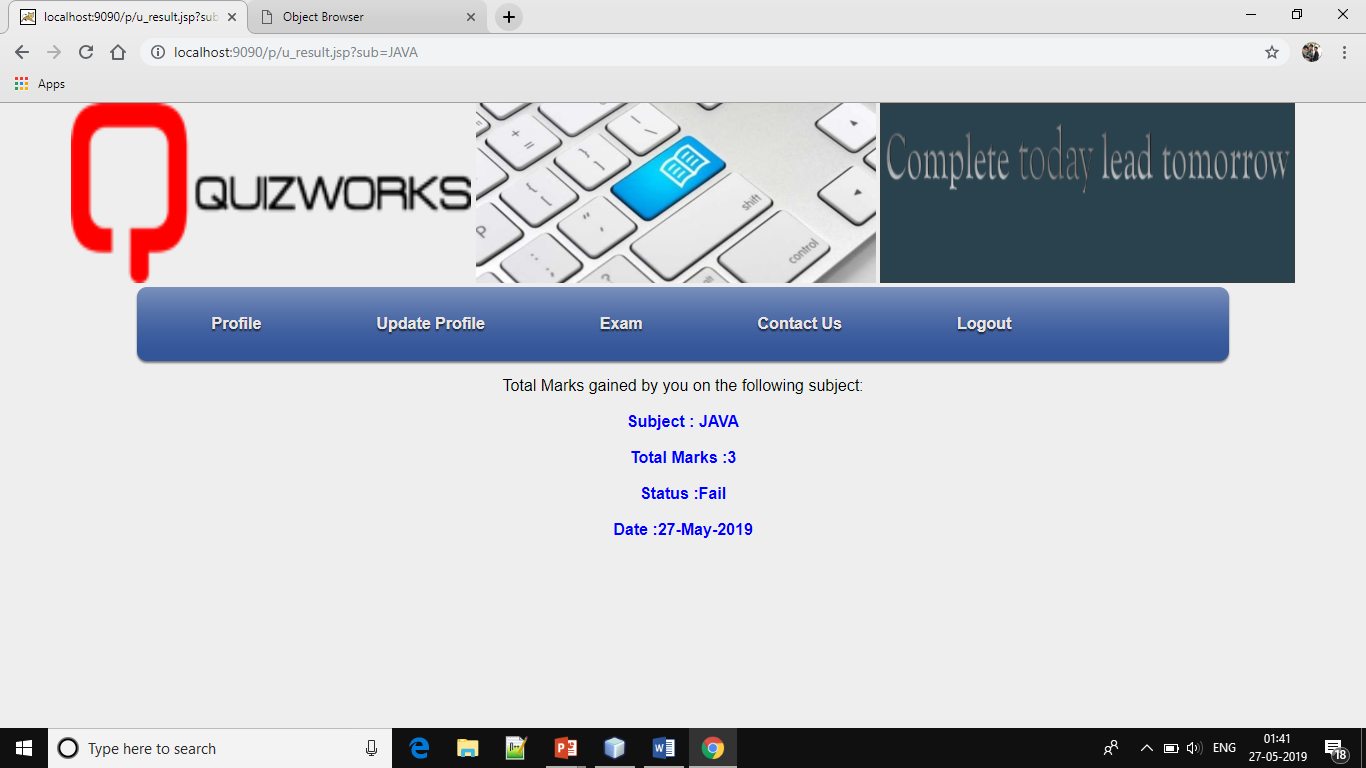 localhost:9090/p/u_result.jsp?sub
Object Browser
localhost:9090/p/u_result.jsp?sub=JAVA
Apps
QUIZWORKS
shift
control
Complete today lead tomorrow
Profile Update Profile Exam Contact Us Logout
Total Marks gained by you on the following subject:
Subject : JAVA
Total Marks :3
Status :Fail
Date :27-May-2019
Type here to search
ENG
01:41
27-05-2019
18